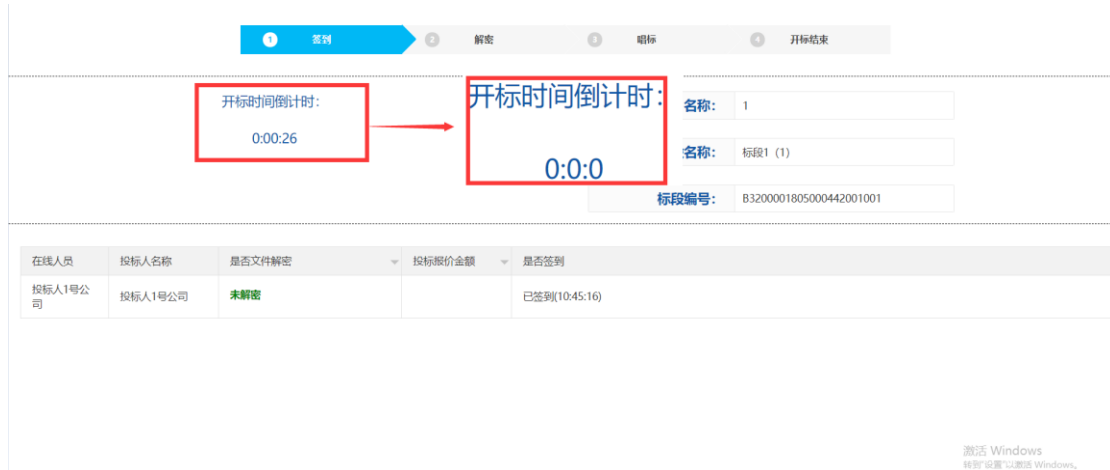 1 签到 2 解密 3 唱标 4 开标结束
开标时间倒计时：
0:00:26
开标时间倒计时：
0:0:0
名称： 1
名称： 标段1（1）
标段编号： B3200001805000442001001
在线人员 投标人名称 是否文件解密 投标报价金额 是否签到
投标人1号公司 投标人1号公司 未解密 已签到(10:45:16)
激活 Windows
转到"设置"以激活 Windows。